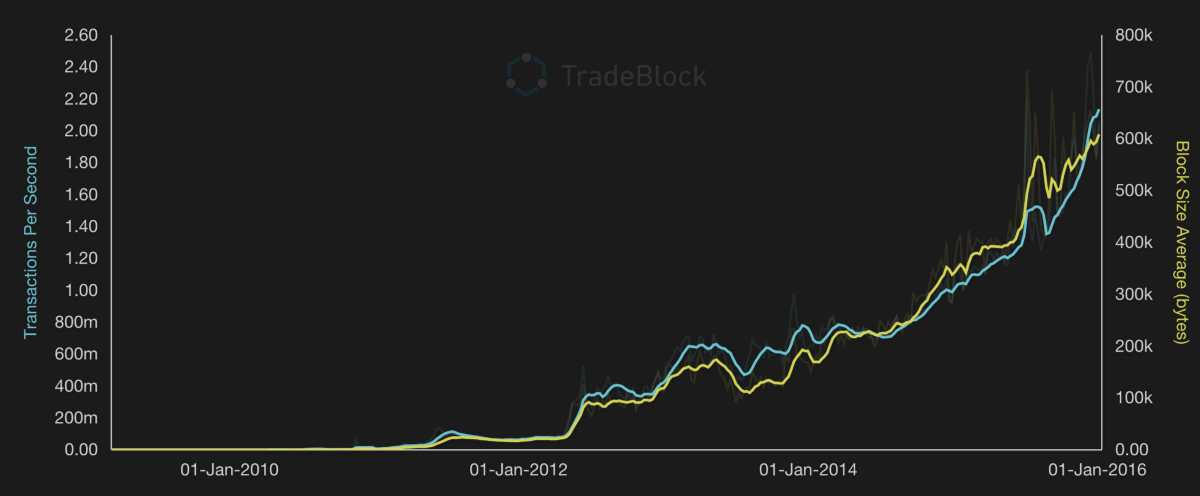 TradeBlock
Transactions Per Second
2.60
2.40
2.20
2.00
1.80
1.60
1.40
1.20
1.00
800m
600m
400m
200m
0.00
800k
700k
600k
500k
400k
300k
200k
100k
0.00
Block Size Average (bytes)
01-Jan-2010 01-Jan-2012 01-Jan-2014 01-Jan-2016